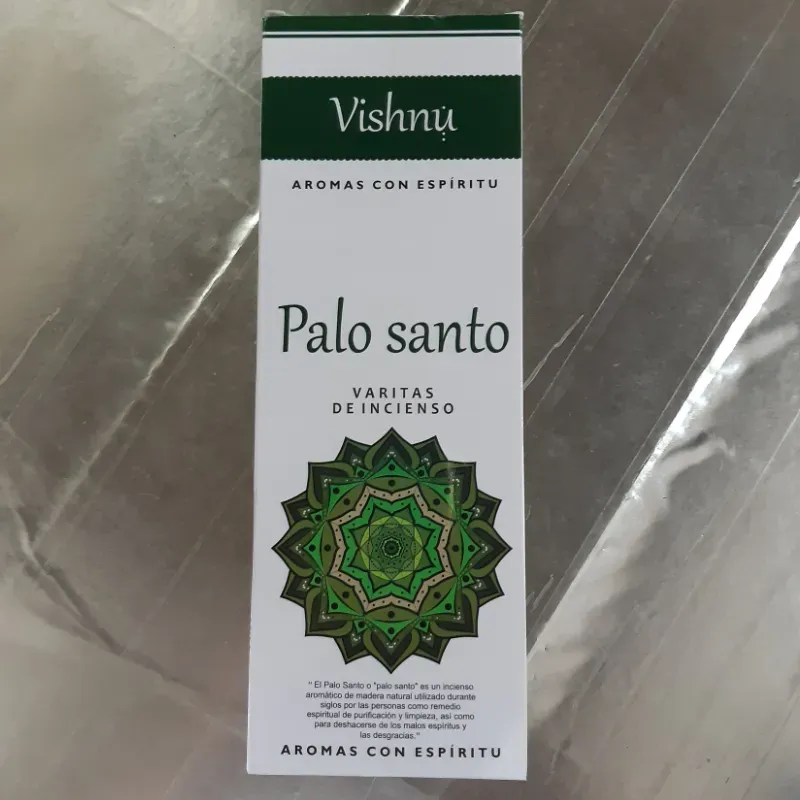 Vishnu
AROMAS CON ESPÍRITU
Palo santo
VARITAS
DE INCIENSO
" El Palo Santo o "palo santo" es un incienso
aromático de madera natural utilizado durante
siglos por las personas como remedio
espiritual de purificación y limpieza, así como
para deshacerse de los malos espíritus y
las desgracias."
AROMAS CON ESPÍRITU